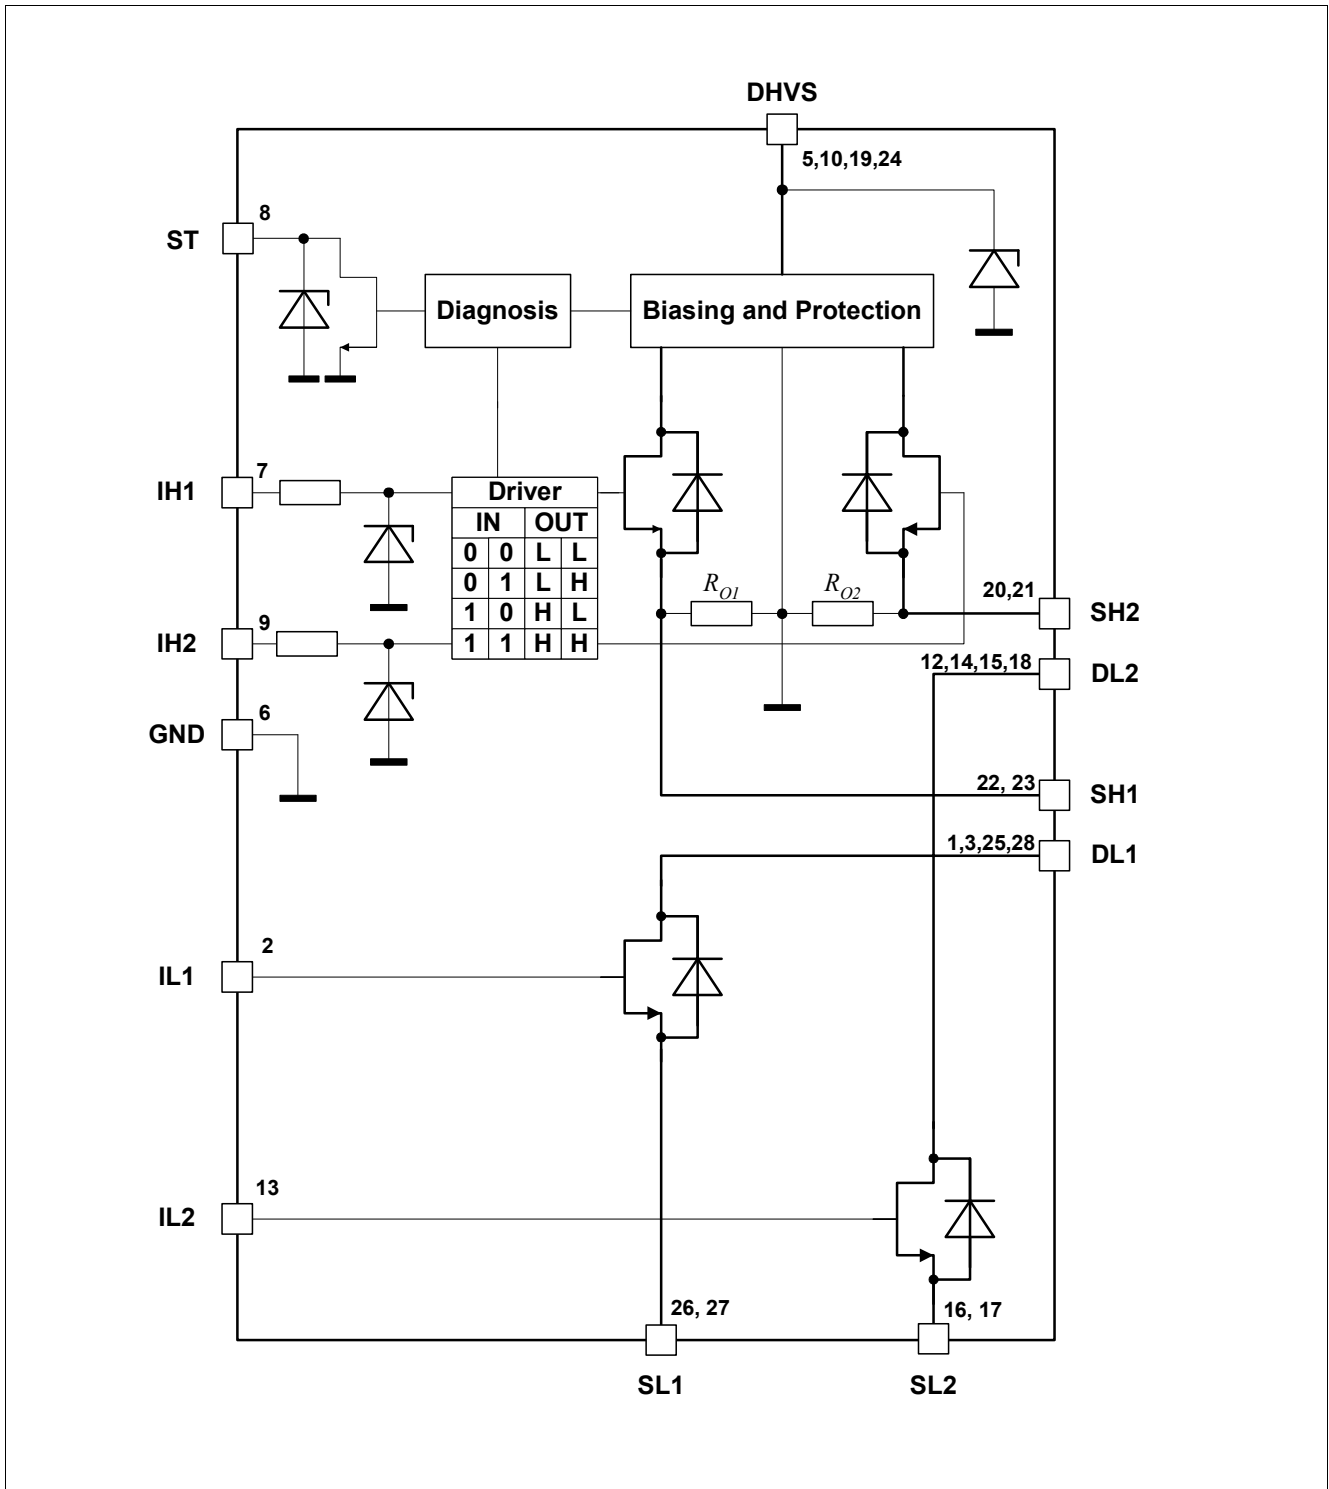 DHVS
5,10,19,24
8
ST
Diagnosis
Biasing and Protection
7
IH1
Driver
IN OUT
0 0 L L
0 1 L H
1 0 H L
1 1 H H
R_O1
R_O2
20,21
SH2
9
IH2
12,14,15,18
DL2
6
GND
22, 23
SH1
1,3,25,28
DL1
2
IL1
13
IL2
26, 27
16, 17
SL1
SL2